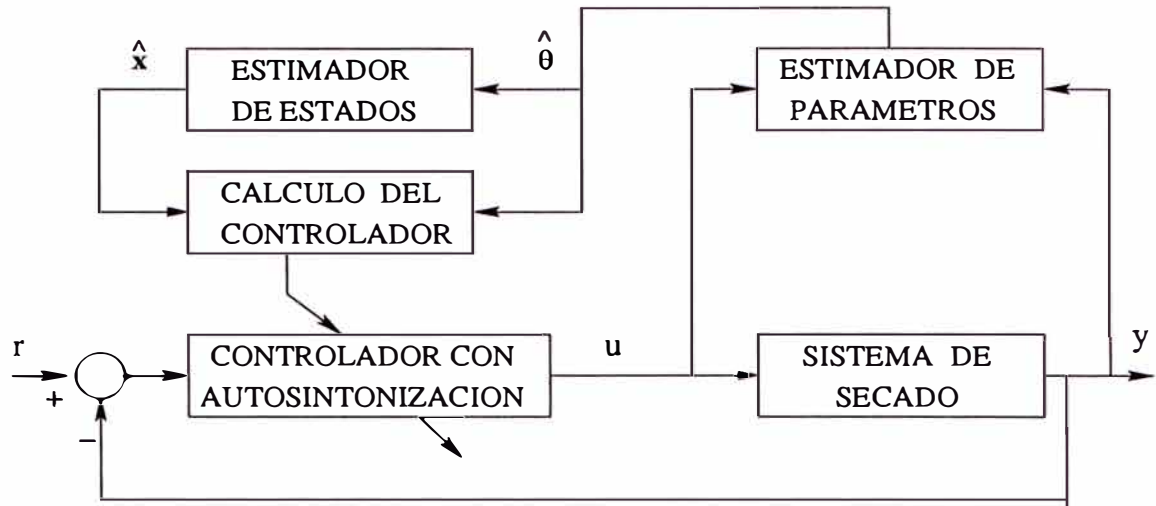 x̂
ESTIMADOR
DE ESTADOS
θ̂
ESTIMADOR DE
PARAMETROS
CALCULO DEL
CONTROLADOR
r
+
−
CONTROLADOR CON
AUTOSINTONIZACION
u
SISTEMA DE
SECADO
y